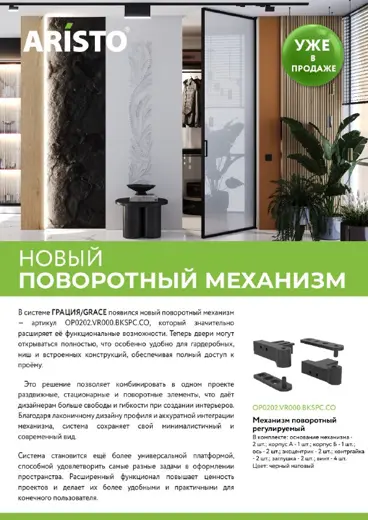 ARISTO®
УЖЕ
В
ПРОДАЖЕ
НОВЫЙ
ПОВОРОТНЫЙ МЕХАНИЗМ
В системе ГРАЦИЯ/GRACE появился новый поворотный механизм
— артикул OP0202.VR000.BKSPC.CO, который значительно
расширяет её функциональные возможности. Теперь двери могут
открываться полностью, что особенно удобно для гардеробных,
ниш и встроенных конструкций, обеспечивая полный доступ к
проёму.
Это решение позволяет комбинировать в одном проекте
раздвижные, стационарные и поворотные элементы, что даёт
дизайнерам больше свободы и гибкости при создании интерьеров.
Благодаря лаконичному дизайну профиля и аккуратной интеграции
механизма, система сохраняет свой минималистичный и
современный вид.
Система становится ещё более универсальной платформой,
способной удовлетворить самые разные задачи в оформлении
пространства. Расширенный функционал повышает ценность
проектов и делает их более удобными и практичными для
конечного пользователя.
OP0202.VR000.BKSPC.CO
Механизм поворотный
регулируемый
В комплекте: основание механизма -
2 шт.; корпус А - 1 шт.; корпус Б - 1 шт.;
ось - 2 шт.; эксцентрик - 2 шт.; контргайка
- 2 шт.; заглушка - 2 шт.; винт - 4 шт.
Цвет: черный матовый